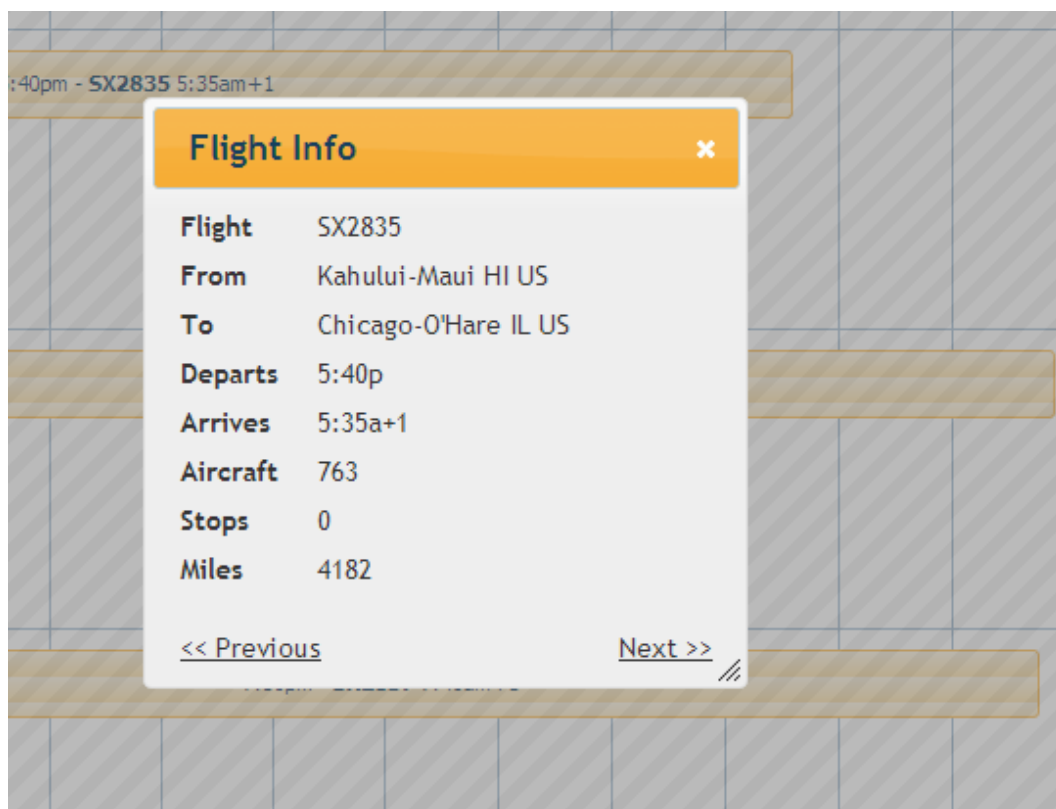 :40pm - SX2835 5:35am+1
Flight Info
Flight SX2835
From Kahului-Maui HI US
To Chicago-O'Hare IL US
Departs 5:40p
Arrives 5:35a+1
Aircraft 763
Stops 0
Miles 4182
<< Previous Next >>